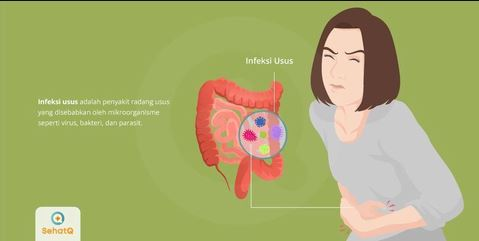 Infeksi Usus
Infeksi usus adalah penyakit radang usus
yang disebabkan oleh mikroorganisme
seperti virus, bakteri, dan parasit.
SehatQ